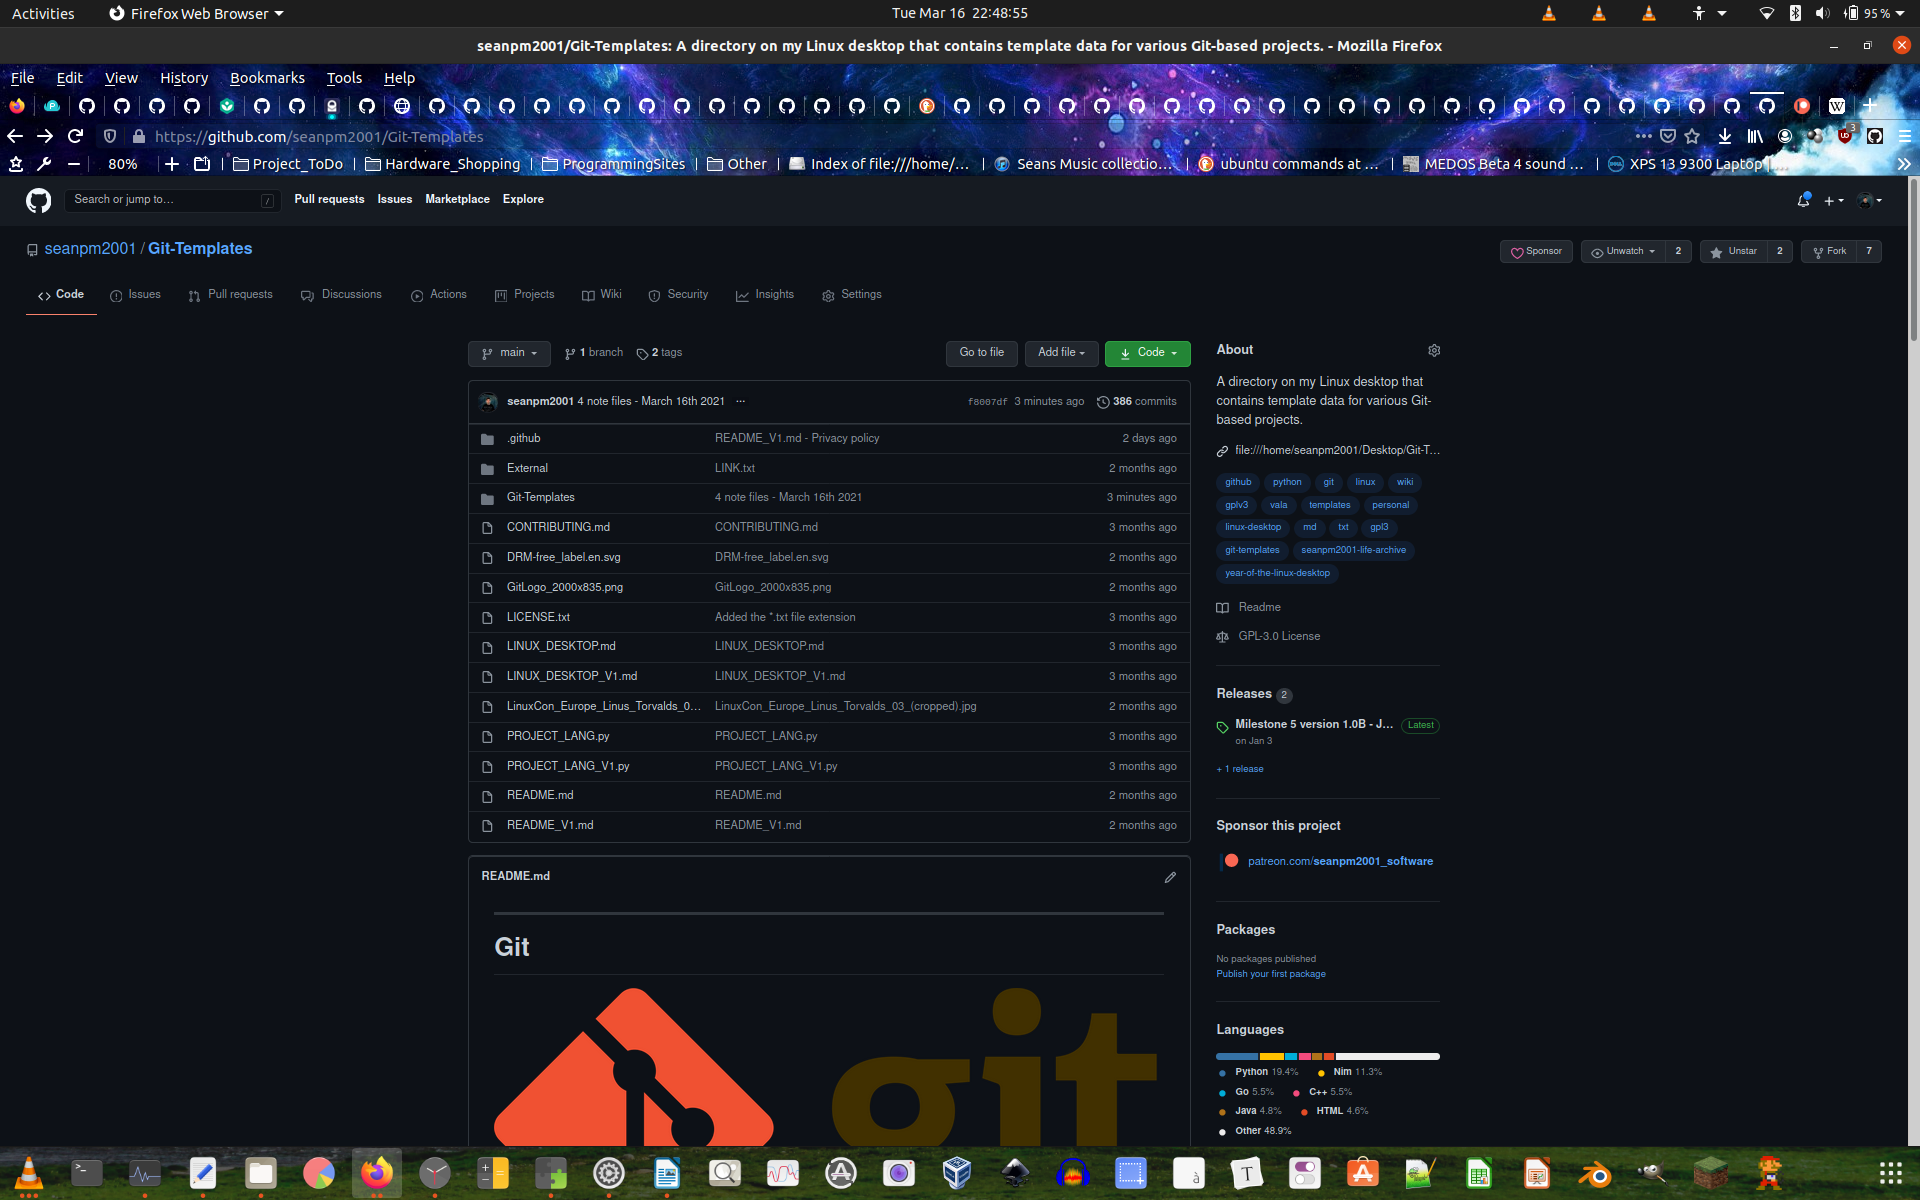 Activities Firefox Web Browser Tue Mar 16 22:48:55 95 %
seanpm2001/Git-Templates: A directory on my Linux desktop that contains template data for various Git-based projects. - Mozilla Firefox
File Edit View History Bookmarks Tools Help
https://github.com/seanpm2001/Git-Templates 3
80% Project_ToDo Hardware_Shopping ProgrammingSites Other Index of file:///home/… Seans Music collectio… ubuntu commands at … MEDOS Beta 4 sound … XPS 13 9300 Laptop
Search or jump to… / Pull requests Issues Marketplace Explore
seanpm2001 / Git-Templates Sponsor Unwatch 2 Unstar 2 Fork 7
Code Issues Pull requests Discussions Actions Projects Wiki Security Insights Settings
main 1 branch 2 tags Go to file Add file Code
seanpm2001 4 note files - March 16th 2021 ··· f8007df 3 minutes ago 386 commits
.github README_V1.md - Privacy policy 2 days ago
External LINK.txt 2 months ago
Git-Templates 4 note files - March 16th 2021 3 minutes ago
CONTRIBUTING.md CONTRIBUTING.md 3 months ago
DRM-free_label.en.svg DRM-free_label.en.svg 2 months ago
GitLogo_2000x835.png GitLogo_2000x835.png 2 months ago
LICENSE.txt Added the *.txt file extension 3 months ago
LINUX_DESKTOP.md LINUX_DESKTOP.md 3 months ago
LINUX_DESKTOP_V1.md LINUX_DESKTOP_V1.md 3 months ago
LinuxCon_Europe_Linus_Torvalds_0… LinuxCon_Europe_Linus_Torvalds_03_(cropped).jpg 2 months ago
PROJECT_LANG.py PROJECT_LANG.py 3 months ago
PROJECT_LANG_V1.py PROJECT_LANG_V1.py 3 months ago
README.md README.md 2 months ago
README_V1.md README_V1.md 2 months ago
README.md
Git
git
About
A directory on my Linux desktop that
contains template data for various Git-
based projects.
file:///home/seanpm2001/Desktop/Git-T…
github python git linux wiki
gplv3 vala templates personal
linux-desktop md txt gpl3
git-templates seanpm2001-life-archive
year-of-the-linux-desktop
Readme
GPL-3.0 License
Releases 2
Milestone 5 version 1.0B - J… Latest
on Jan 3
+ 1 release
Sponsor this project
patreon.com/seanpm2001_software
Packages
No packages published
Publish your first package
Languages
Python 19.4% Nim 11.3%
Go 5.5% C++ 5.5%
Java 4.8% HTML 4.6%
Other 48.9%